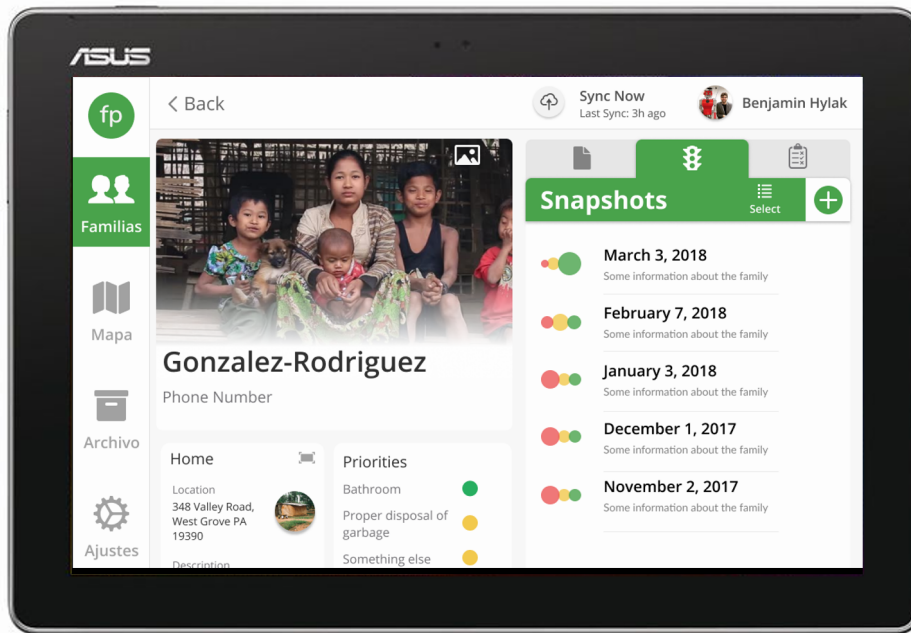 ASUS
fp
Back
Sync Now
Last Sync: 3h ago
Benjamin Hylak
Familias
Mapa
Archivo
Ajustes
Gonzalez-Rodriguez
Phone Number
Home
Location
348 Valley Road,
West Grove PA
19390
Description
Priorities
Bathroom
Proper disposal of
garbage
Something else
Snapshots
Select
March 3, 2018
Some information about the family
February 7, 2018
Some information about the family
January 3, 2018
Some information about the family
December 1, 2017
Some information about the family
November 2, 2017
Some information about the family